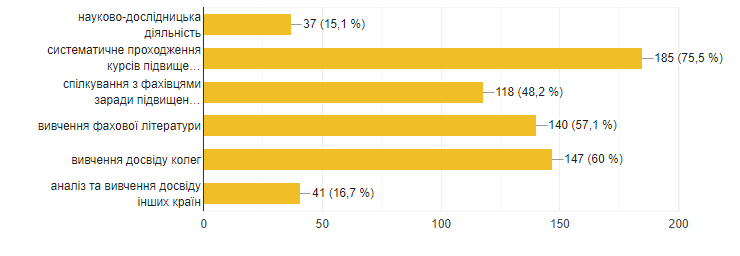 науково-дослідницька
діяльність
37 (15,1 %)
систематичне проходження
курсів підвище…
185 (75,5 %)
спілкування з фахівцями
заради підвищен…
118 (48,2 %)
вивчення фахової літератури
140 (57,1 %)
вивчення досвіду колег
147 (60 %)
аналіз та вивчення досвіду
інших країн
41 (16,7 %)
0
50
100
150
200